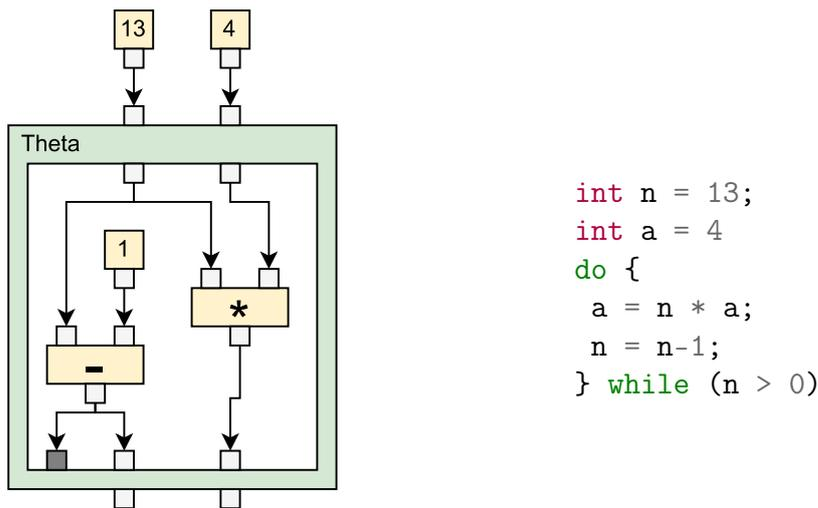 13
4
Theta
1
*
-
int n = 13;
int a = 4
do {
a = n * a;
n = n-1;
} while (n > 0)